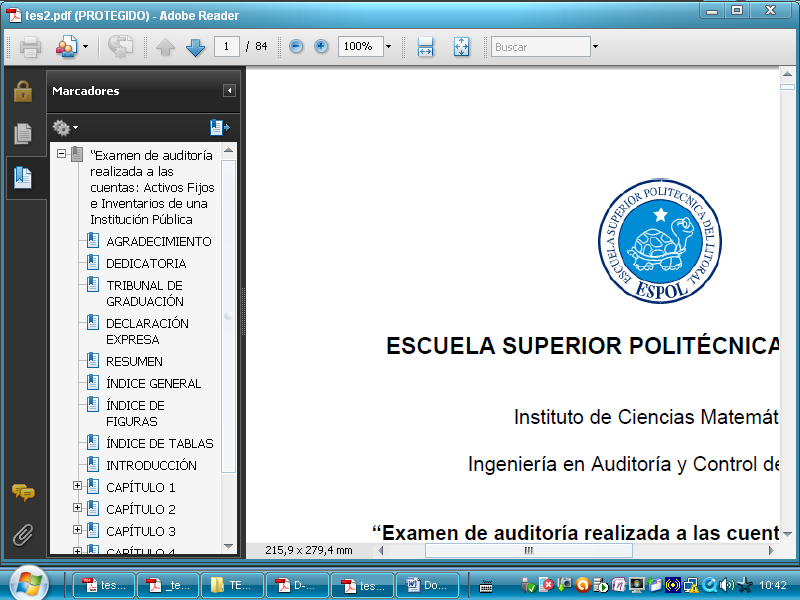 tes2.pdf (PROTEGIDO) - Adobe Reader
1 / 84
100%
Buscar
Marcadores
"Examen de auditoría
realizada a las
cuentas: Activos Fijos
e Inventarios de una
Institución Pública
AGRADECIMIENTO
DEDICATORIA
TRIBUNAL DE
GRADUACIÓN
DECLARACIÓN
EXPRESA
RESUMEN
ÍNDICE GENERAL
ÍNDICE DE
FIGURAS
ÍNDICE DE TABLAS
INTRODUCCIÓN
CAPÍTULO 1
CAPÍTULO 2
CAPÍTULO 3
CAPÍTULO 4
ESCUELA SUPERIOR POLITECNICA DEL LITORAL
ESPOL
ESCUELA SUPERIOR POLITÉCNICA
Instituto de Ciencias Matemát
Ingeniería en Auditoría y Control de
“Examen de auditoría realizada a las cuent
215,9 x 279,4 mm
tes...
_te...
TE...
D-...
tes...
Do...
10:42